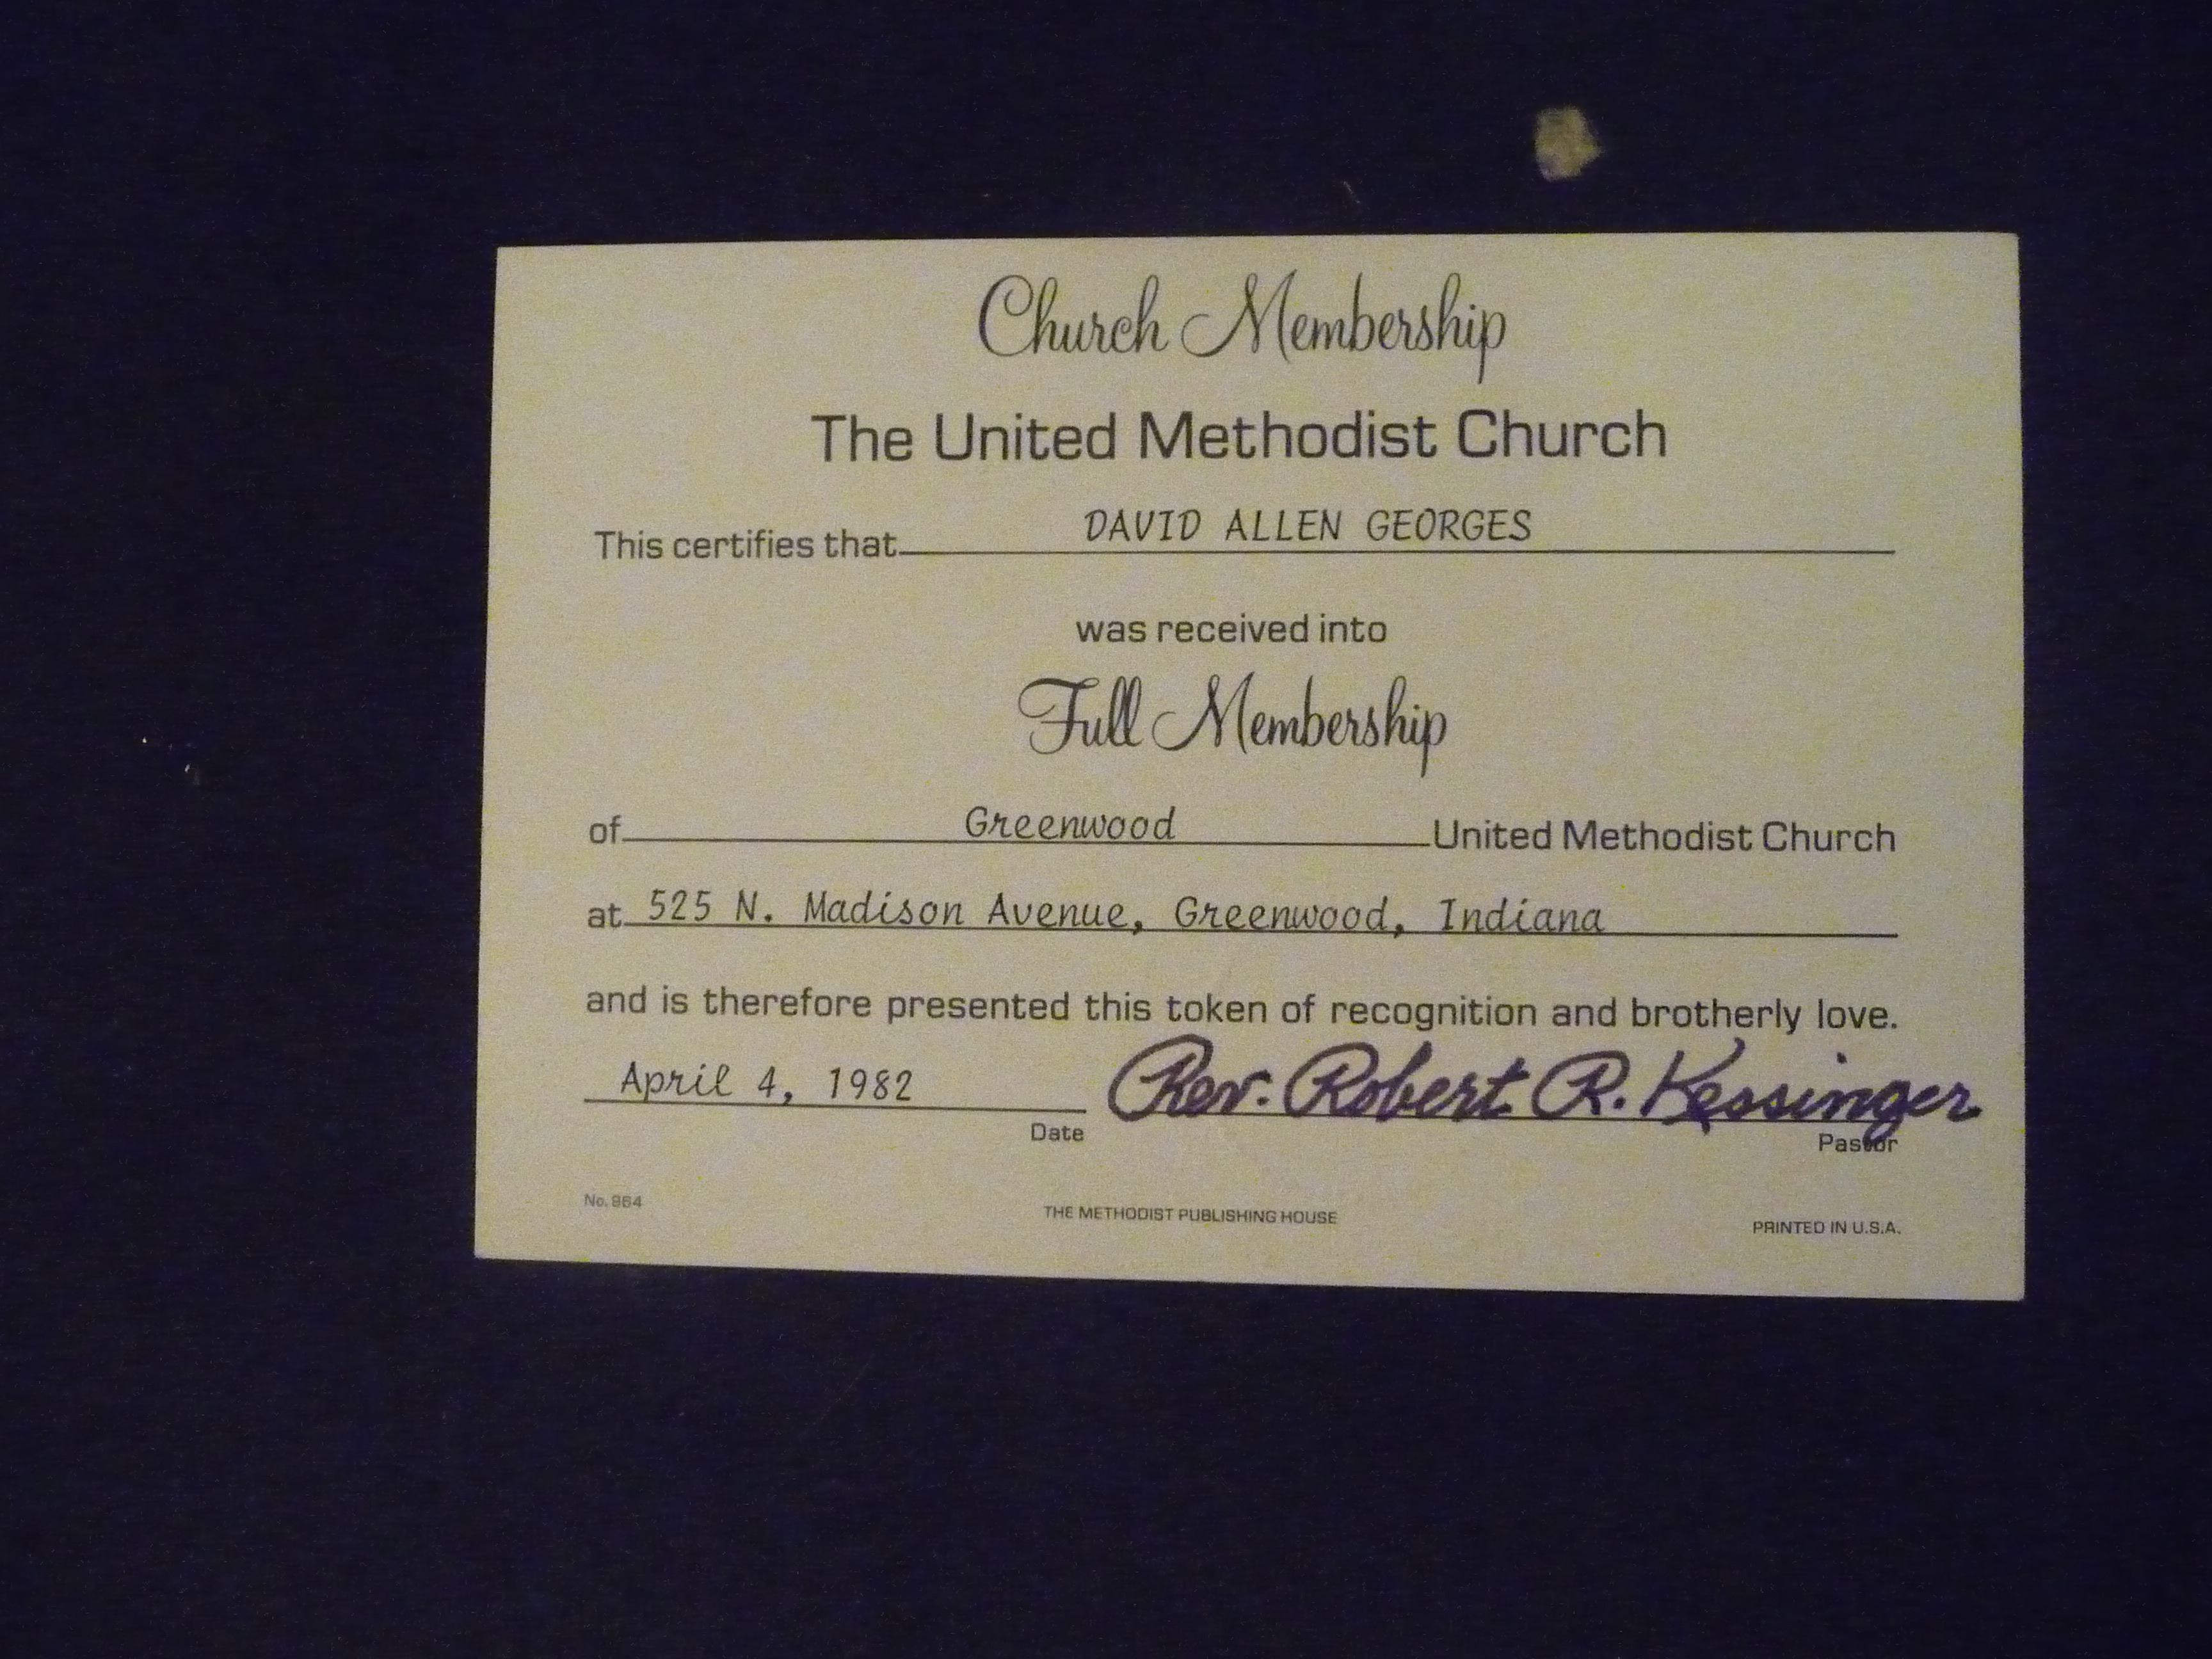 Church Membership
The United Methodist Church
This certifies that DAVID ALLEN GEORGES
was received into
Full Membership
of Greenwood United Methodist Church
at 525 N. Madison Avenue, Greenwood, Indiana
and is therefore presented this token of recognition and brotherly love.
April 4, 1982 Rev. Robert R. Kessinger
Date Pastor
No. 964 THE METHODIST PUBLISHING HOUSE PRINTED IN U.S.A.